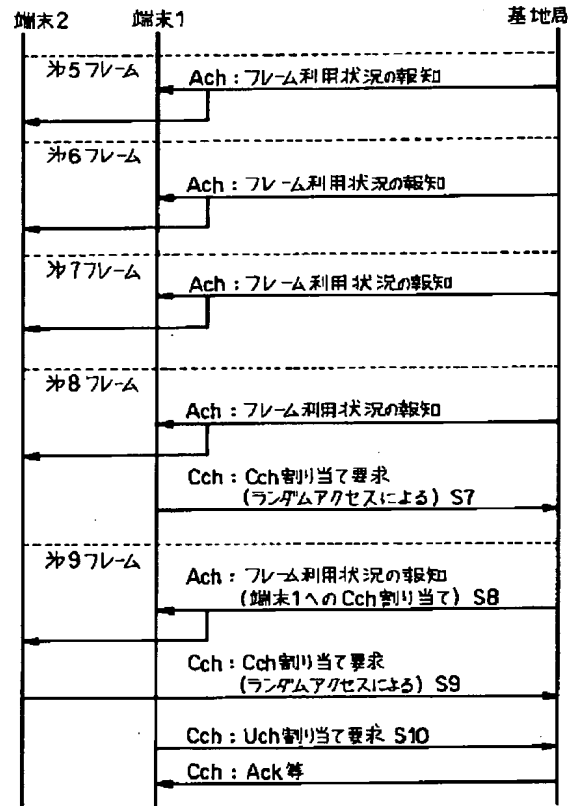 端末2 端末1 基地局
第5フレーム
Ach : フレーム利用状況の報知
第6フレーム
Ach : フレーム利用状況の報知
第7フレーム
Ach : フレーム利用状況の報知
第8フレーム
Ach : フレーム利用状況の報知
Cch : Cch割り当て要求
(ランダムアクセスによる) S7
第9フレーム
Ach : フレーム利用状況の報知
(端末1へのCch割り当て) S8
Cch : Cch割り当て要求
(ランダムアクセスによる) S9
Cch : Uch割り当て要求 S10
Cch : Ack等